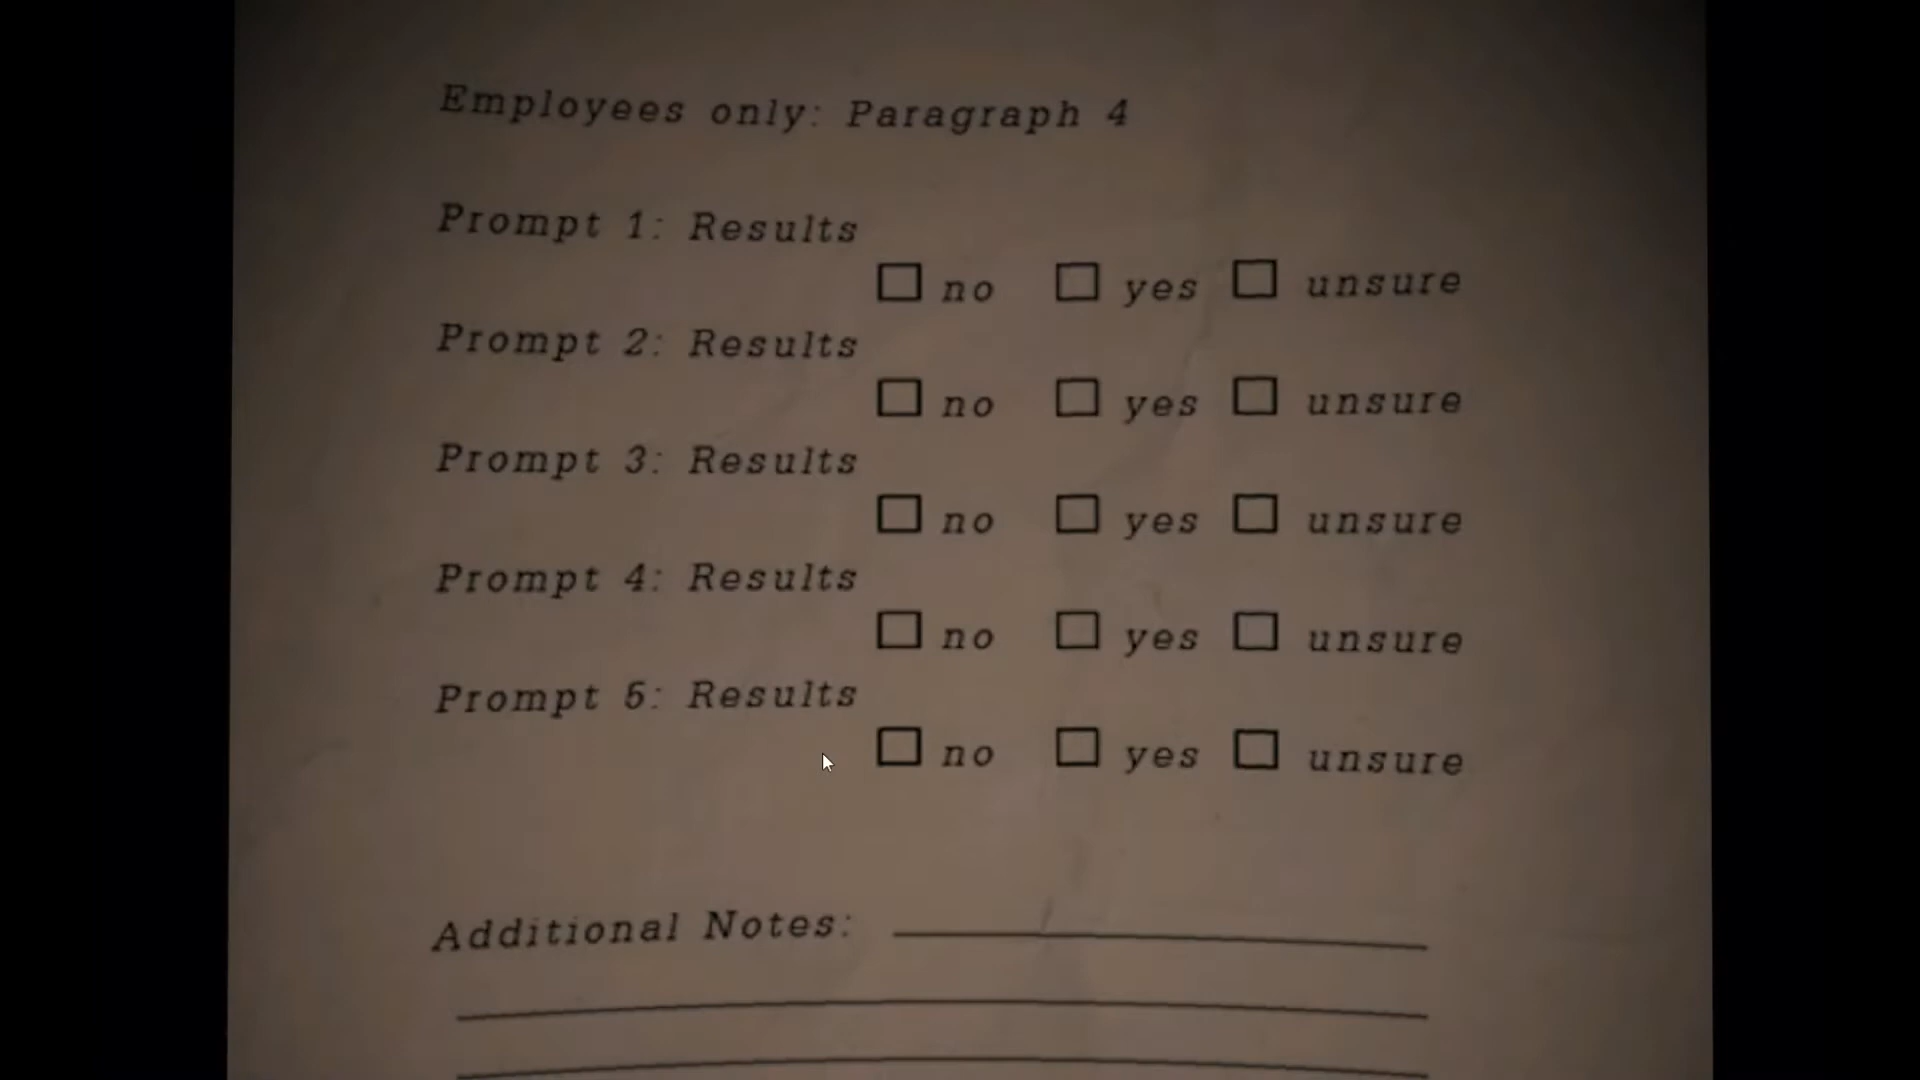 Employees only: Paragraph 4
Prompt 1: Results
no yes unsure
Prompt 2: Results
no yes unsure
Prompt 3: Results
no yes unsure
Prompt 4: Results
no yes unsure
Prompt 5: Results
no yes unsure
Additional Notes: